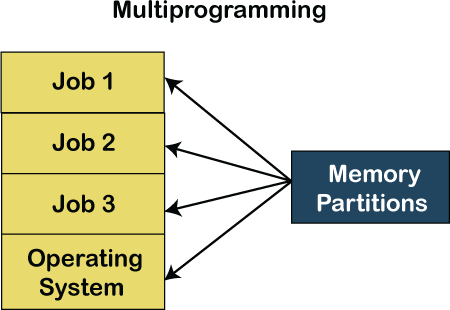 Multiprogramming
Job 1
Job 2
Job 3
Operating
System
Memory
Partitions